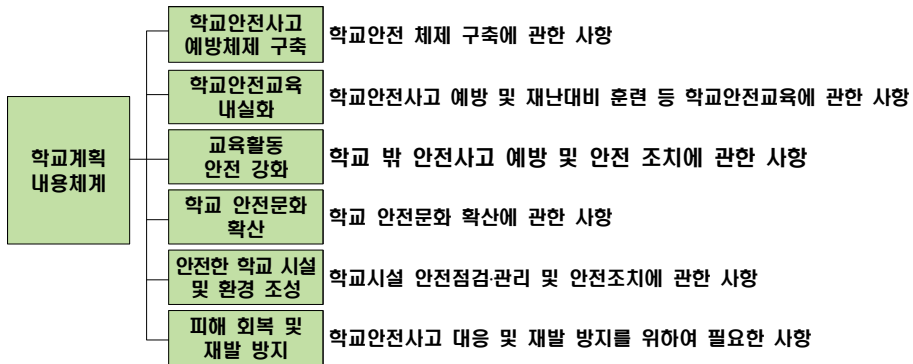 학교계획
내용체계
학교안전사고
예방체제 구축
학교안전 체제 구축에 관한 사항
학교안전교육
내실화
학교안전사고 예방 및 재난대비 훈련 등 학교안전교육에 관한 사항
교육활동
안전 강화
학교 밖 안전사고 예방 및 안전 조치에 관한 사항
학교 안전문화
확산
학교 안전문화 확산에 관한 사항
안전한 학교 시설
및 환경 조성
학교시설 안전점검·관리 및 안전조치에 관한 사항
피해 회복 및
재발 방지
학교안전사고 대응 및 재발 방지를 위하여 필요한 사항